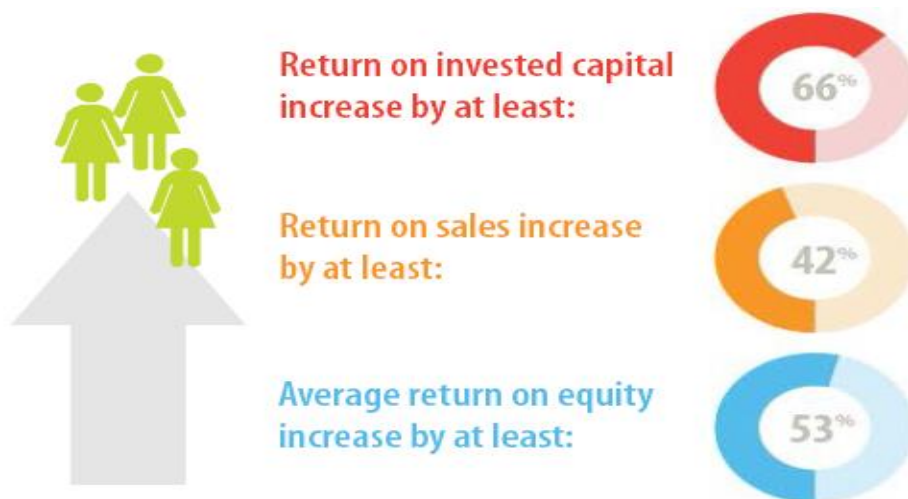 Return on invested capital
increase by at least:
66%
Return on sales increase
by at least:
42%
Average return on equity
increase by at least:
53%